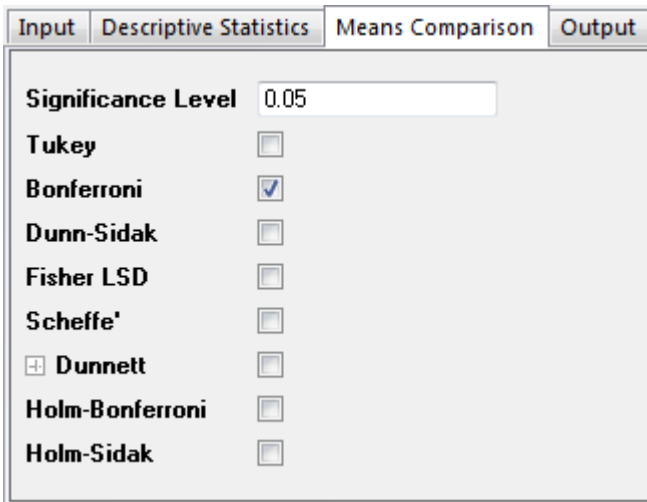 Input Descriptive Statistics Means Comparison Output
Significance Level 0.05
Tukey
Bonferroni
Dunn-Sidak
Fisher LSD
Scheffe'
Dunnett
Holm-Bonferroni
Holm-Sidak